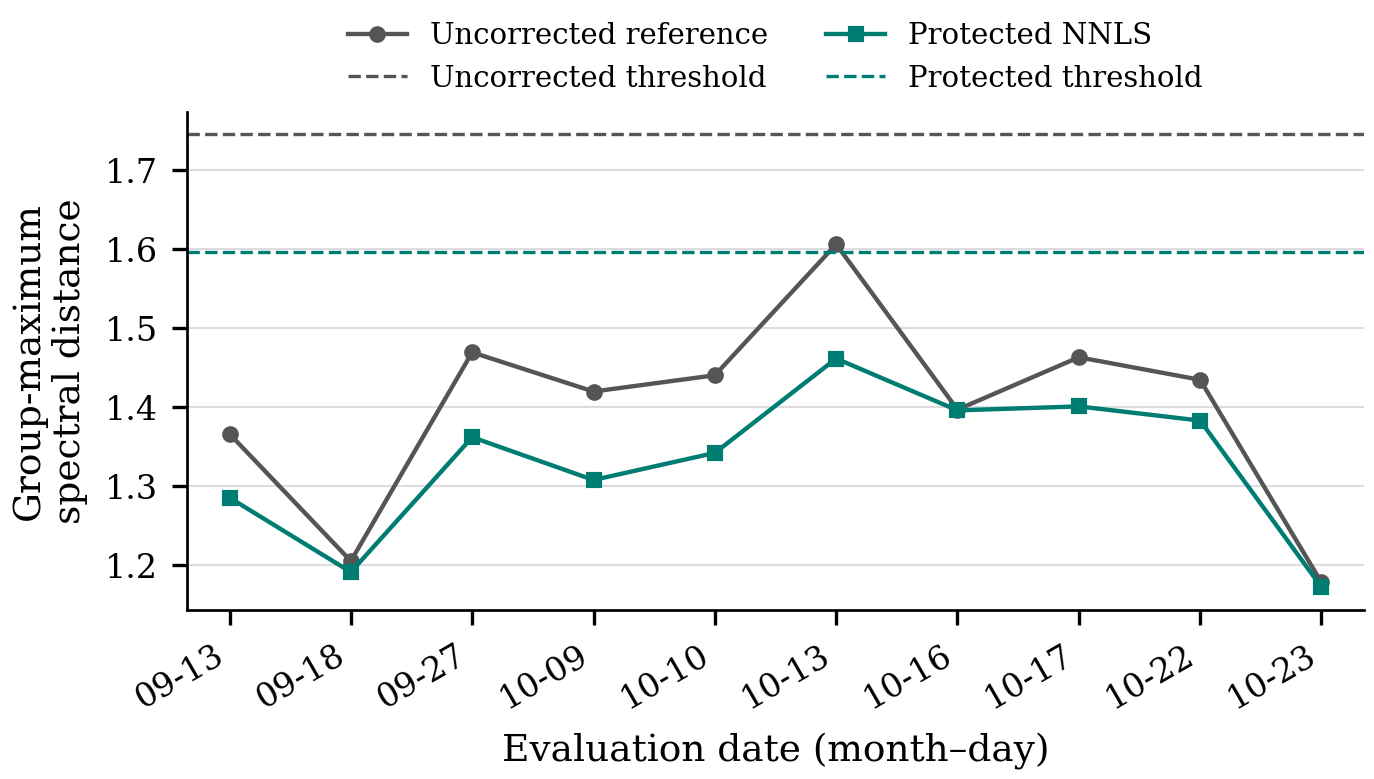 Uncorrected reference
Uncorrected threshold
Protected NNLS
Protected threshold
Group-maximum
spectral distance
1.7
1.6
1.5
1.4
1.3
1.2
09-13
09-18
09-27
10-09
10-10
10-13
10-16
10-17
10-22
10-23
Evaluation date (month–day)